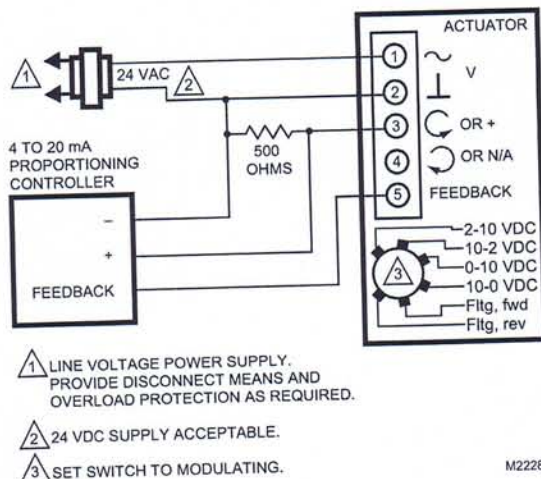 ACTUATOR
1
24 VAC
2
1
V
2
3
OR +
4
OR N/A
5
FEEDBACK
500
OHMS
4 TO 20 mA
PROPORTIONING
CONTROLLER
–
+
FEEDBACK
3
2-10 VDC
10-2 VDC
0-10 VDC
10-0 VDC
Fltg, fwd
Fltg, rev
1 LINE VOLTAGE POWER SUPPLY.
PROVIDE DISCONNECT MEANS AND
OVERLOAD PROTECTION AS REQUIRED.
2 24 VDC SUPPLY ACCEPTABLE.
3 SET SWITCH TO MODULATING.
M2228